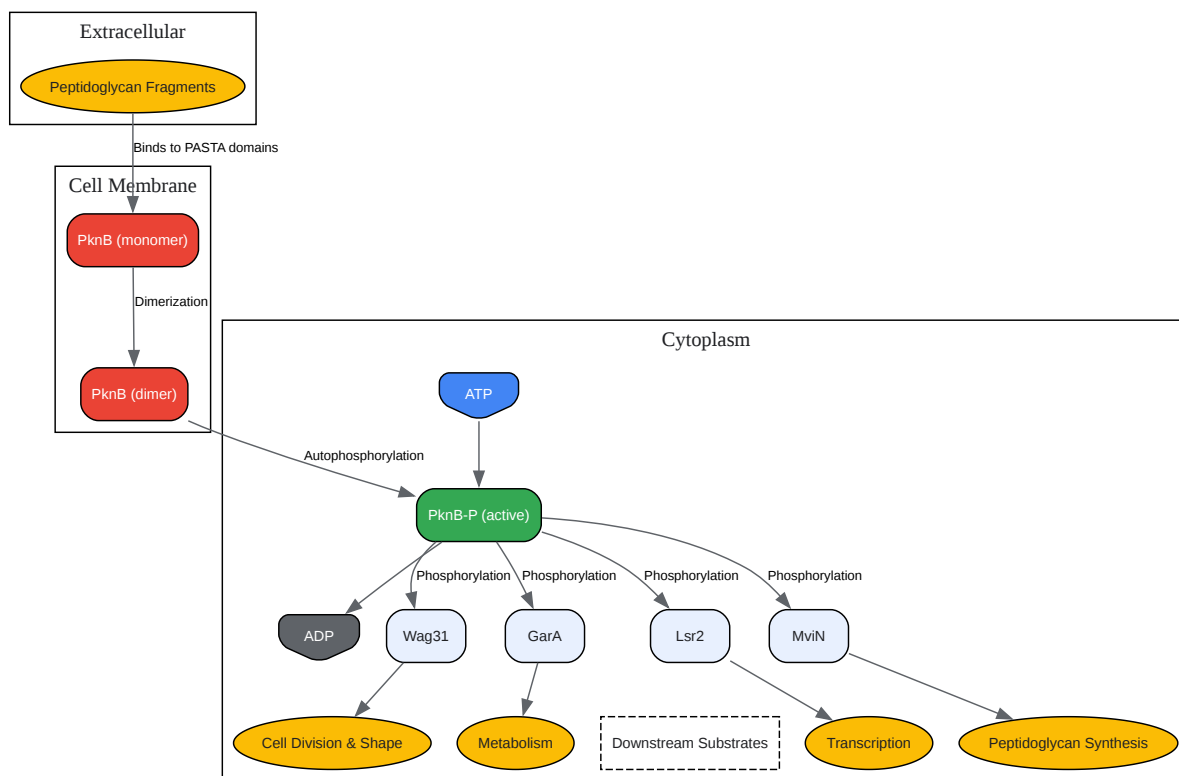 Extracellular
Peptidoglycan Fragments
Binds to PASTA domains
Cell Membrane
PknB (monomer)
Dimerization
PknB (dimer)
Cytoplasm
ATP
Autophosphorylation
PknB-P (active)
Phosphorylation
Phosphorylation
Phosphorylation
Phosphorylation
ADP
Wag31
GarA
Lsr2
MviN
Cell Division & Shape
Metabolism
Downstream Substrates
Transcription
Peptidoglycan Synthesis